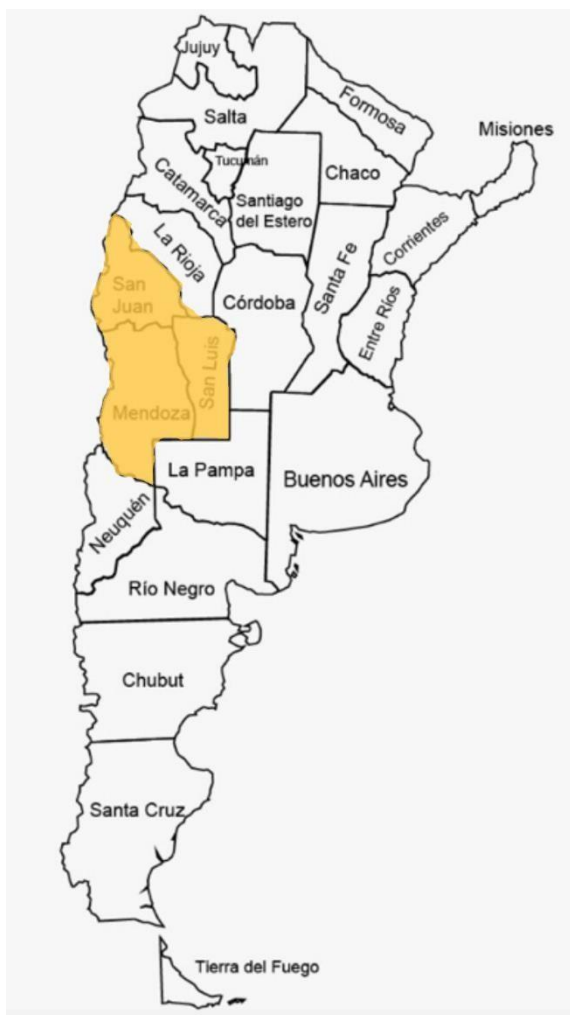 Jujuy
Formosa
Salta
Misiones
Tucumán
Chaco
Catamarca
Santiago
del Estero
Corrientes
La Rioja
Santa Fe
San
Juan
Córdoba
Entre Ríos
San Luis
Mendoza
La Pampa
Buenos Aires
Neuquén
Río Negro
Chubut
Santa Cruz
Tierra del Fuego